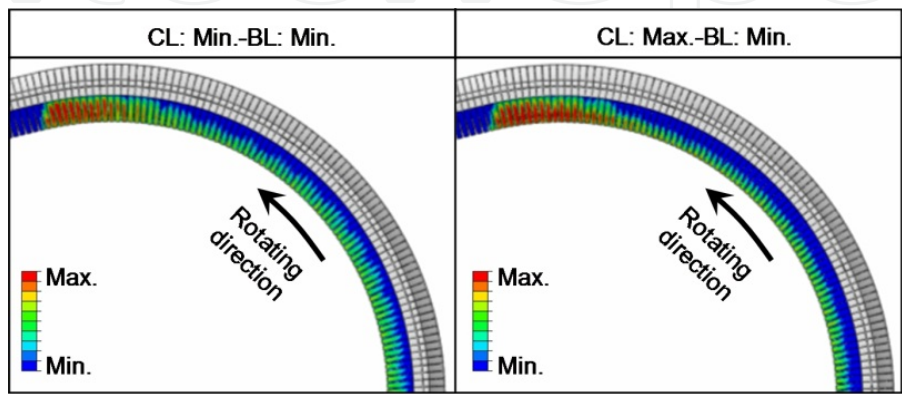 CL: Min.-BL: Min.
CL: Max.-BL: Min.
Rotating
direction
Max.
Min.
Rotating
direction
Max.
Min.